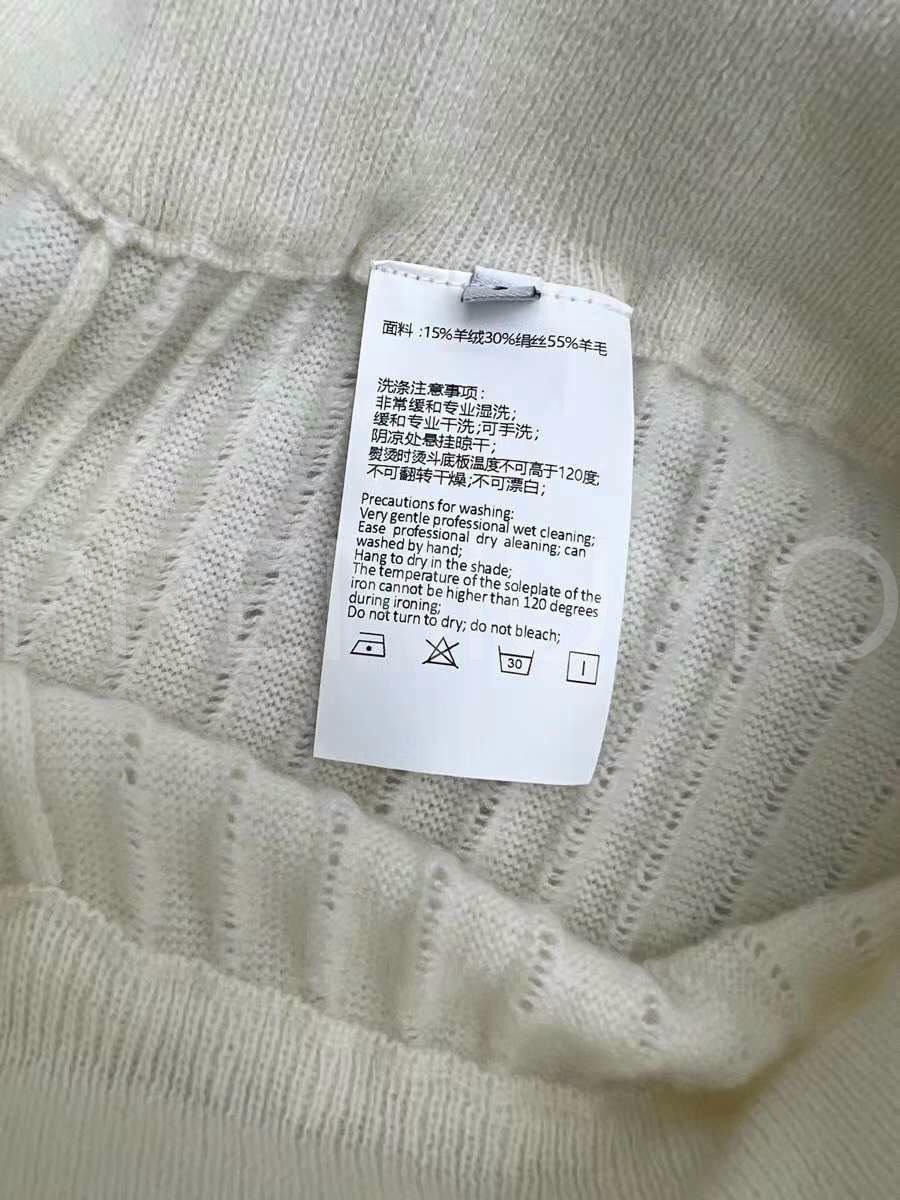 面料 :15%羊绒30%绢丝55%羊毛
洗涤注意事项:
非常缓和专业湿洗;
缓和专业干洗;可手洗;
阴凉处悬挂晾干;
熨烫时烫斗底板温度不可高于120度;
不可翻转干燥;不可漂白;
Precautions for washing:
Very gentle professional wet cleaning;
Ease professional dry aleaning; can
washed by hand;
Hang to dry in the shade;
The temperature of the soleplate of the
iron cannot be higher than 120 degrees
during ironing;
Do not turn to dry; do not bleach;
30